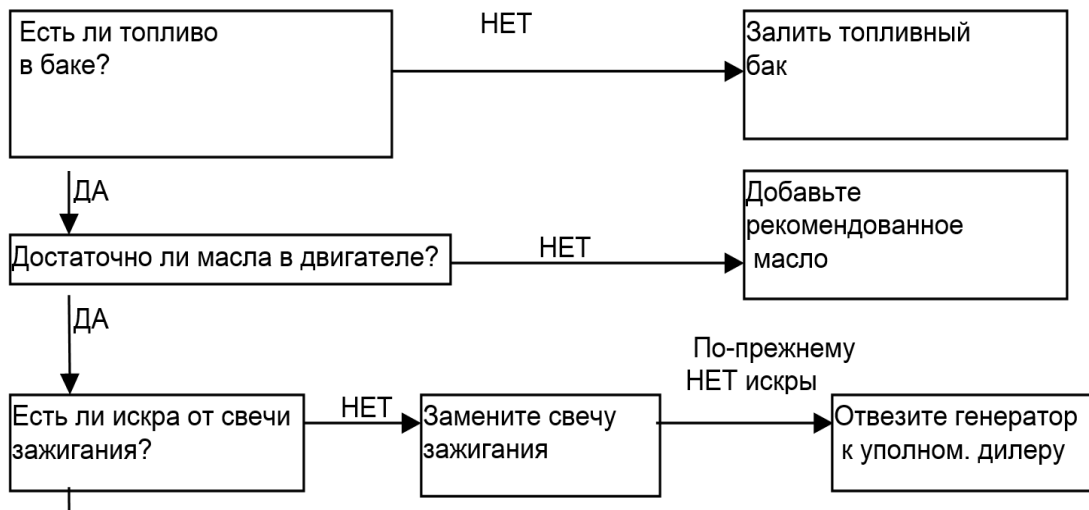 Есть ли топливо
в баке?
НЕТ
Залить топливный
бак
ДА
Достаточно ли масла в двигателе?
НЕТ
Добавьте
рекомендованное
масло
ДА
Есть ли искра от свечи
зажигания?
НЕТ
Замените свечу
зажигания
По-прежнему
НЕТ искры
Отвезите генератор
к уполном. дилеру